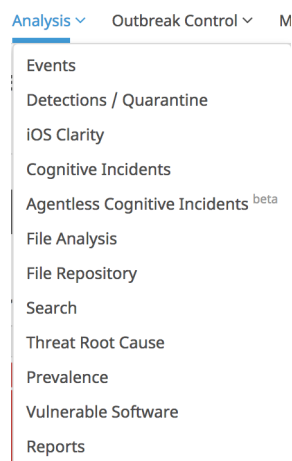 Analysis Outbreak Control M
Events
Detections / Quarantine
iOS Clarity
Cognitive Incidents
Agentless Cognitive Incidents beta
File Analysis
File Repository
Search
Threat Root Cause
Prevalence
Vulnerable Software
Reports